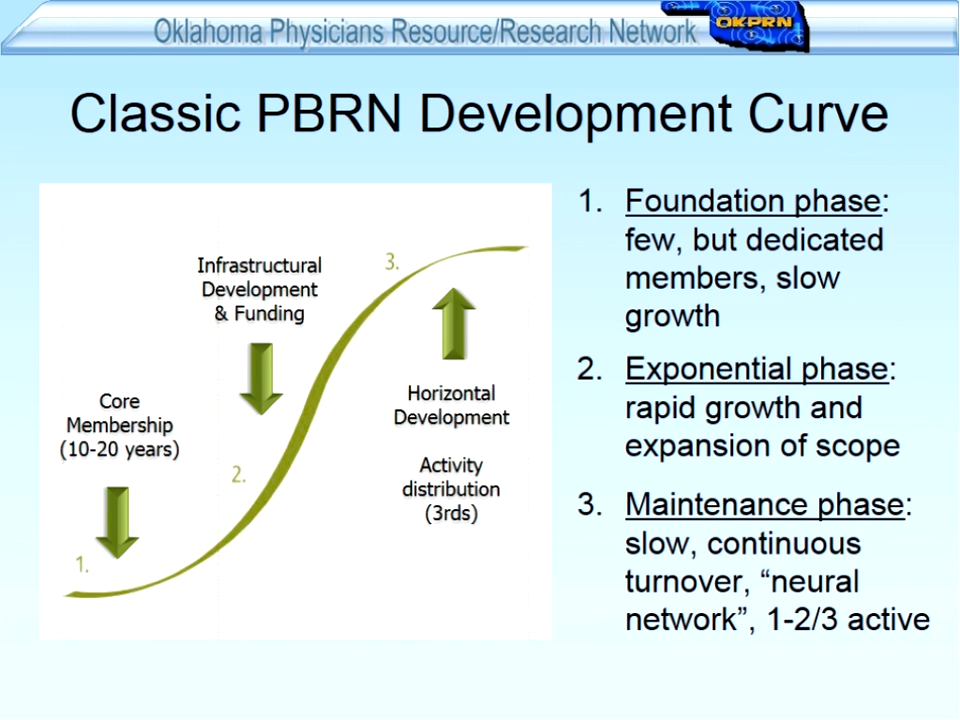 Oklahoma Physicians Resource/Research Network
OKPRN
Classic PBRN Development Curve
Core
Membership
(10-20 years)
1.
Infrastructural
Development
& Funding
2.
3.
Horizontal
Development
Activity
distribution
(3rds)
1. Foundation phase:
few, but dedicated
members, slow
growth
2. Exponential phase:
rapid growth and
expansion of scope
3. Maintenance phase:
slow, continuous
turnover, “neural
network”, 1-2/3 active